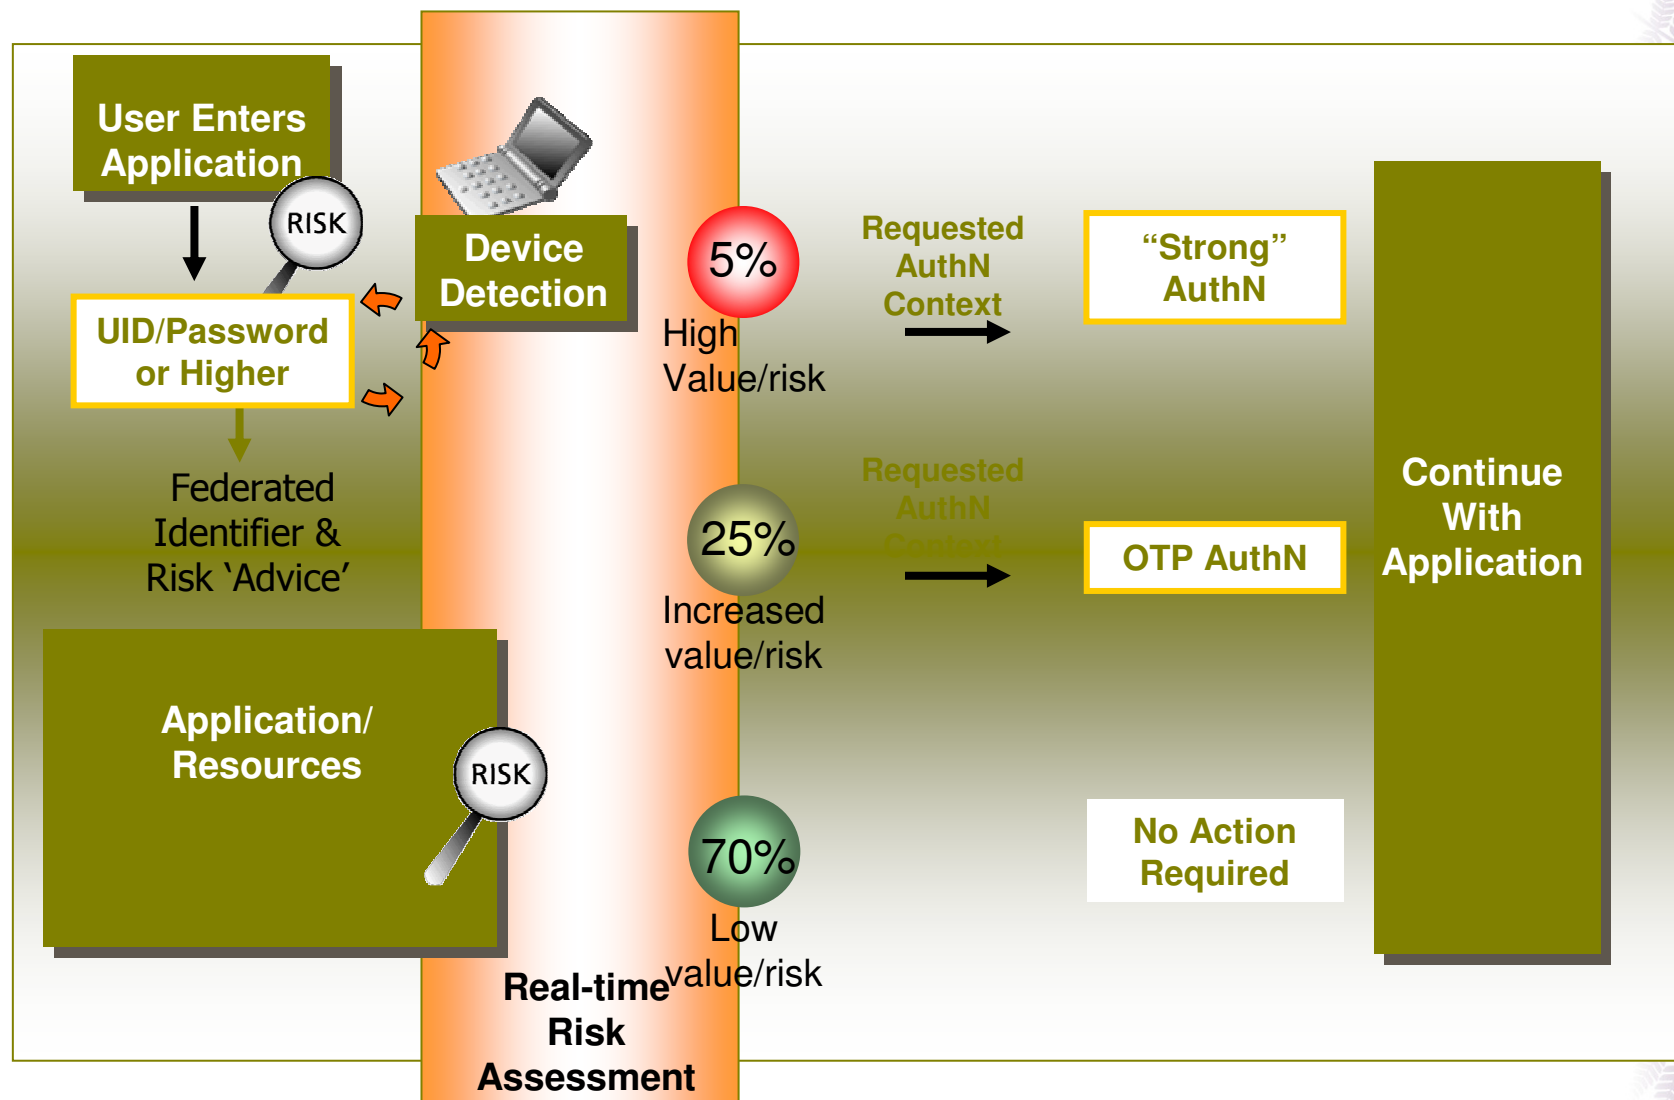 User Enters
Application
RISK
UID/Password
or Higher
Federated
Identifier &
Risk ‘Advice’
Application/
Resources
RISK
Device
Detection
Real-time
Risk
Assessment
5%
High
Value/risk
Requested
AuthN
Context
“Strong”
AuthN
25%
Increased
value/risk
Requested
AuthN
Context
OTP AuthN
70%
Low
value/risk
No Action
Required
Continue
With
Application